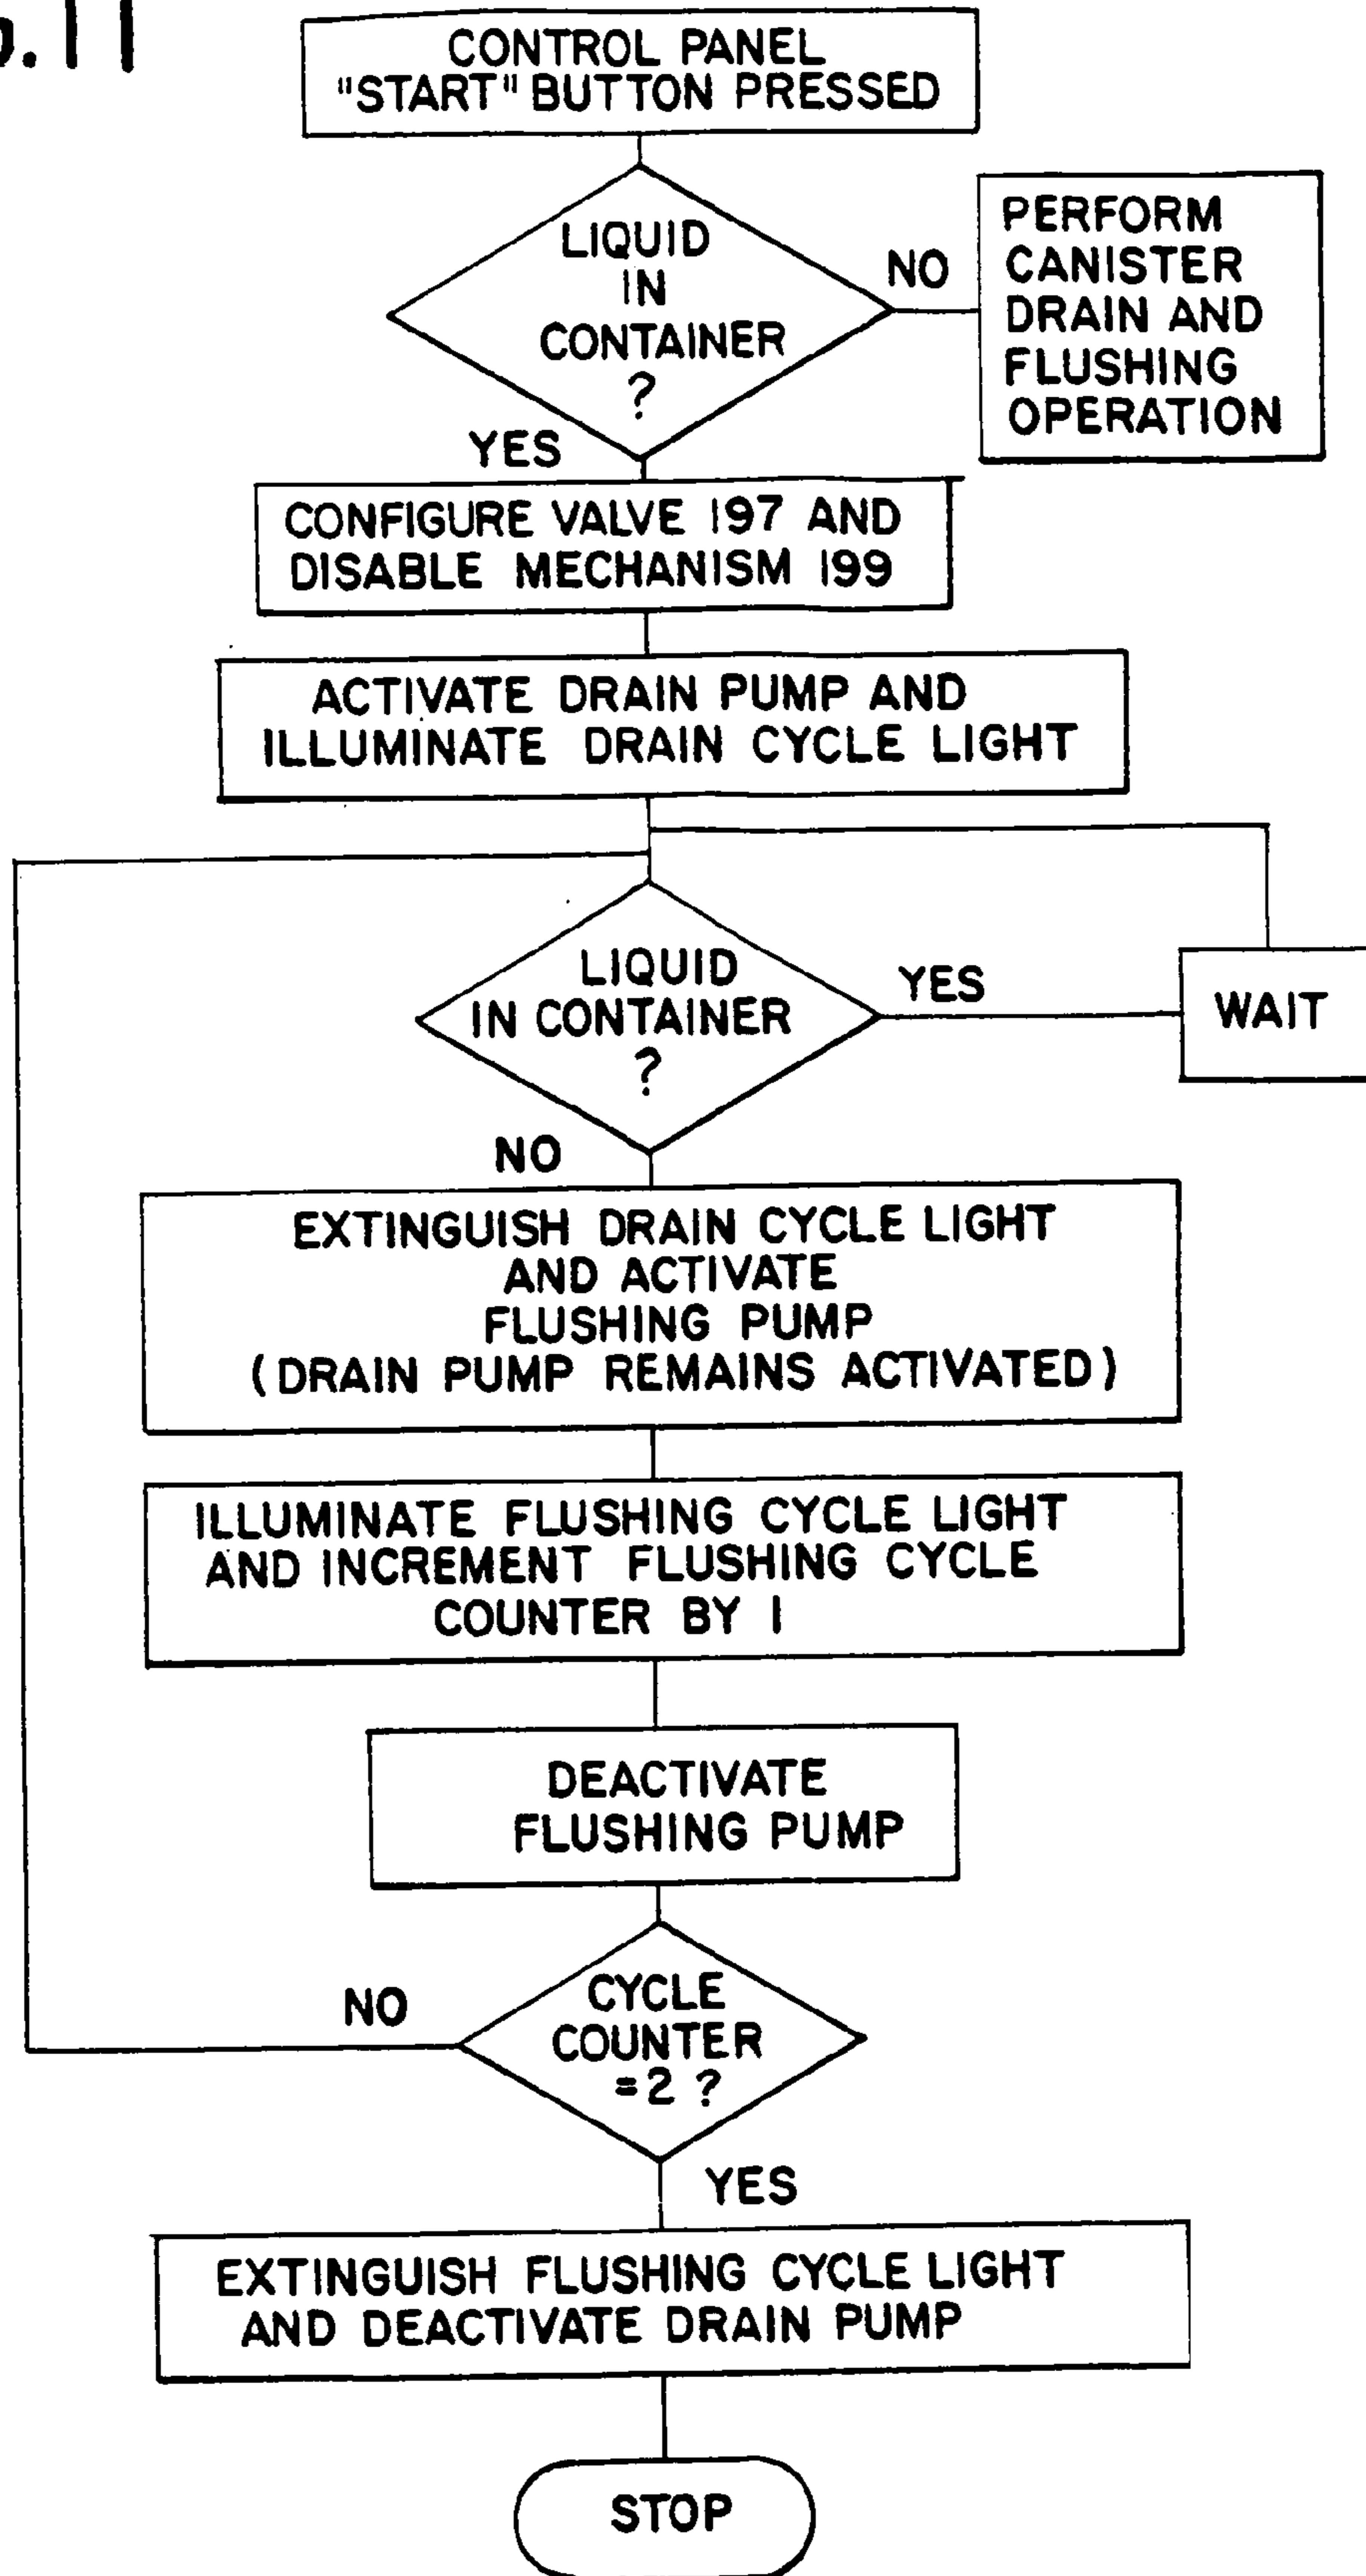 .11
CONTROL PANEL
"START" BUTTON PRESSED
LIQUID
IN
CONTAINER
?
NO
PERFORM
CANISTER
DRAIN AND
FLUSHING
OPERATION
YES
CONFIGURE VALVE 197 AND
DISABLE MECHANISM 199
ACTIVATE DRAIN PUMP AND
ILLUMINATE DRAIN CYCLE LIGHT
LIQUID
IN CONTAINER
?
YES
WAIT
NO
EXTINGUISH DRAIN CYCLE LIGHT
AND ACTIVATE
FLUSHING PUMP
(DRAIN PUMP REMAINS ACTIVATED)
ILLUMINATE FLUSHING CYCLE LIGHT
AND INCREMENT FLUSHING CYCLE
COUNTER BY 1
DEACTIVATE
FLUSHING PUMP
CYCLE
COUNTER
=2 ?
NO
YES
EXTINGUISH FLUSHING CYCLE LIGHT
AND DEACTIVATE DRAIN PUMP
STOP